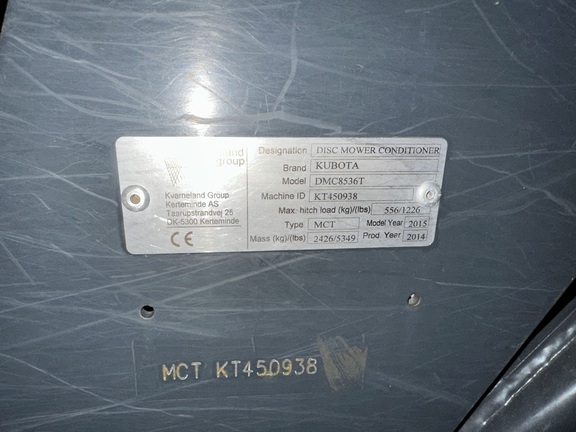 land
group
Kverneland Group
Kerteminde AS
Taarupstrandvej 25
DK-5300 Kerteminde
CE
Designation DISC MOWER CONDITIONER
Brand KUBOTA
Model DMC8536T
Machine ID KT450938
Max. hitch load (kg)/(lbs) 556/1226
Type MCT Model Year 2015
Mass (kg)/(lbs) 2426/5349 Prod Year 2014
MCT KT450938